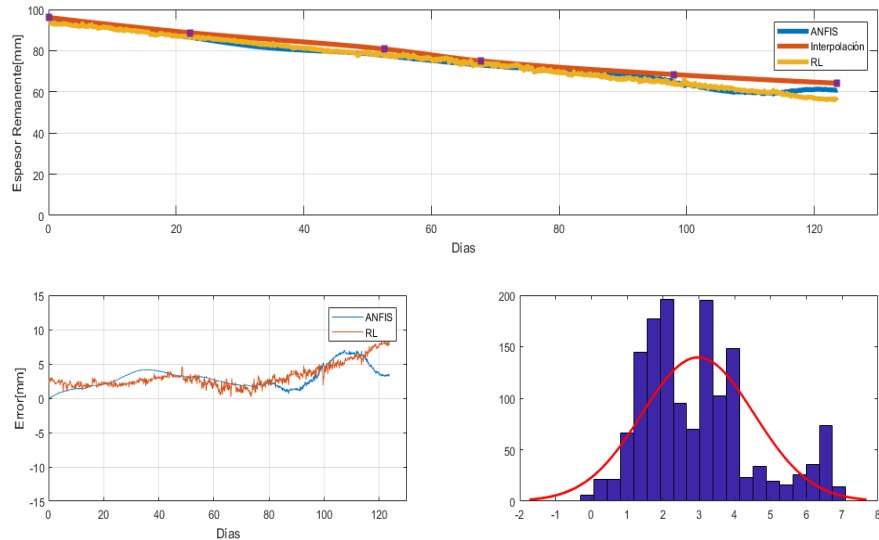 Espesor Remanente[mm]
100
80
60
40
20
0
ANFIS
Interpolación
RL
0 20 40 60 80 100 120
Días
Error[mm]
15
10
5
0
-5
-10
-15
ANFIS
RL
0 20 40 60 80 100 120
Días
200
150
100
50
0
-2 -1 0 1 2 3 4 5 6 7 8